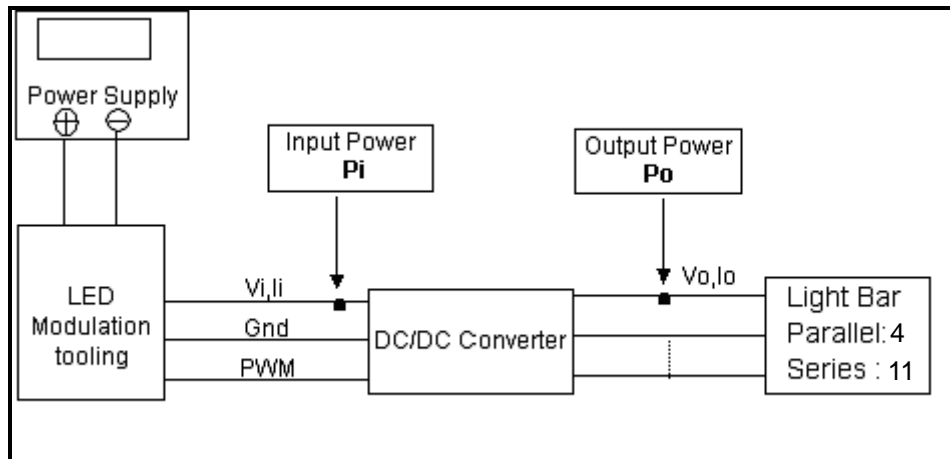 Power Supply
Input Power
Pi
Output Power
Po
LED
Modulation
tooling
Vi,Ii
Gnd
PWM
DC/DC Converter
Vo,Io
Light Bar
Parallel: 4
Series : 11